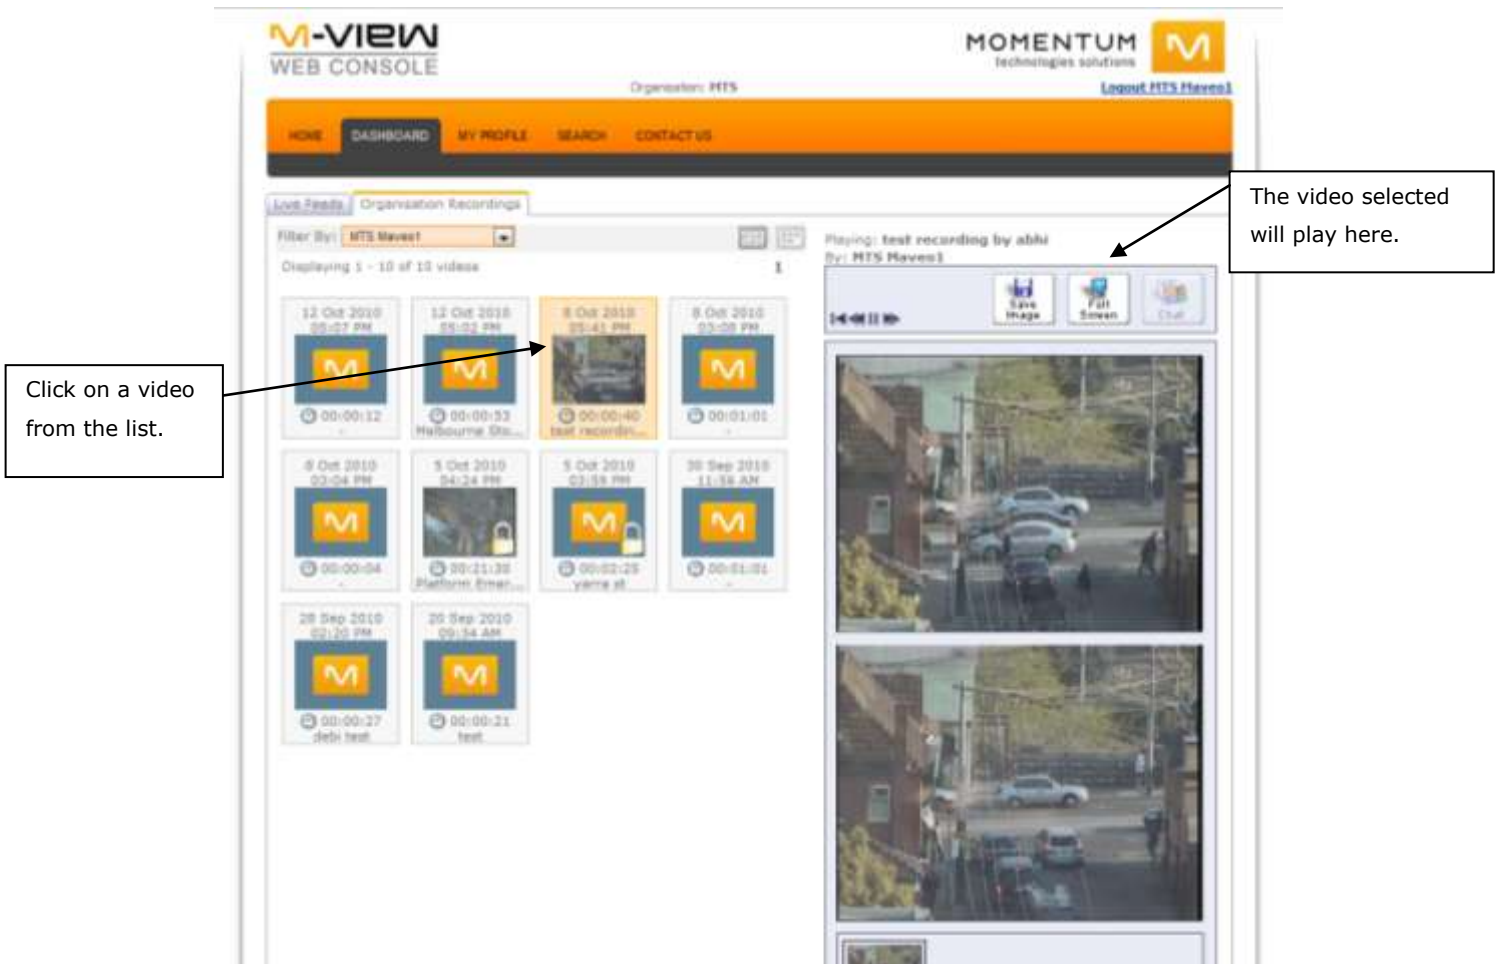 M-VIEW
WEB CONSOLE
MOMENTUM
technologies solutions
Organisation: MTS
Logout MTS Maveo1
HOME DASHBOARD MY PROFILE SEARCH CONTACT US
Live Feeds Organisation Recordings
Filter By: MTS Maveo1
Displaying 1 - 10 of 10 videos 1
Playing: test recording by abhi
By: MTS Maveo1
Save Image
Full Screen
Chat
The video selected
will play here.
Click on a video
from the list.
12 Oct 2010
05:07 PM
00:00:12
-
12 Oct 2010
05:02 PM
00:00:53
Melbourne Sto...
8 Oct 2010
05:41 PM
00:00:40
test recordin...
8 Oct 2010
03:08 PM
00:01:01
-
8 Oct 2010
03:04 PM
00:00:04
-
5 Oct 2010
04:24 PM
00:21:38
Platform Emer...
5 Oct 2010
03:59 PM
00:02:25
yarra st
30 Sep 2010
11:56 AM
00:01:01
-
28 Sep 2010
02:20 PM
00:00:27
debi test
20 Sep 2010
09:34 AM
00:00:21
test